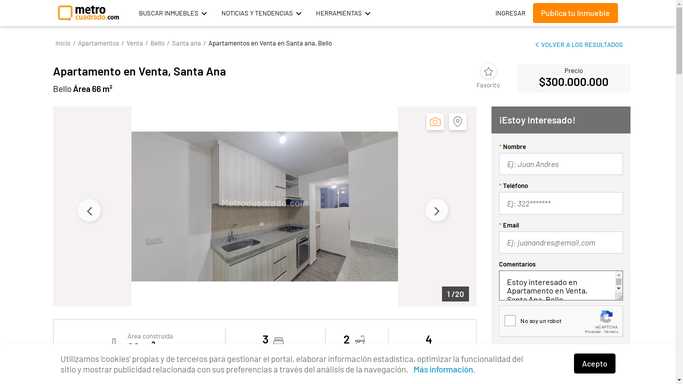 metro
cuadrado.com
BUSCAR INMUEBLES
NOTICIAS Y TENDENCIAS
HERRAMIENTAS
INGRESAR
Publica tu Inmueble
Inicio / Apartamentos / Venta / Bello / Santa ana / Apartamentos en Venta en Santa ana, Bello
VOLVER A LOS RESULTADOS
Apartamento en Venta, Santa Ana
Bello Área 66 m²
Favorito
Precio
$300.000.000
Metrocuadrado.com
1 / 20
¡Estoy Interesado!
* Nombre
Ej: Juan Andres
* Teléfono
Ej: 322*******
* Email
Ej: juanandres@email.com
Comentarios
Estoy interesado en
Apartamento en Venta,
Santa Ana, Bello
No soy un robot
reCAPTCHA
Privacidad - Términos
Área construida
3
2
4
Utilizamos 'cookies' propias y de terceros para gestionar el portal, elaborar información estadística, optimizar la funcionalidad del
sitio y mostrar publicidad relacionada con sus preferencias a través del análisis de la navegación. Más información.
Acepto